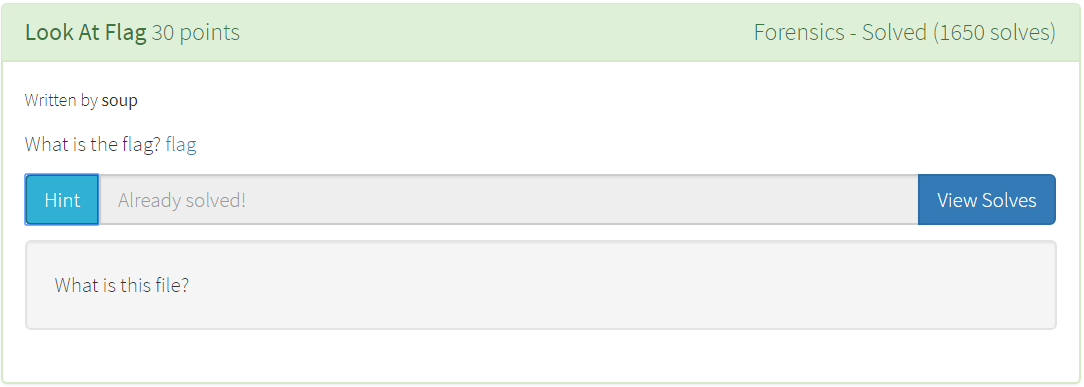 Look At Flag 30 points Forensics - Solved (1650 solves)
Written by soup
What is the flag? flag
Hint Already solved! View Solves
What is this file?